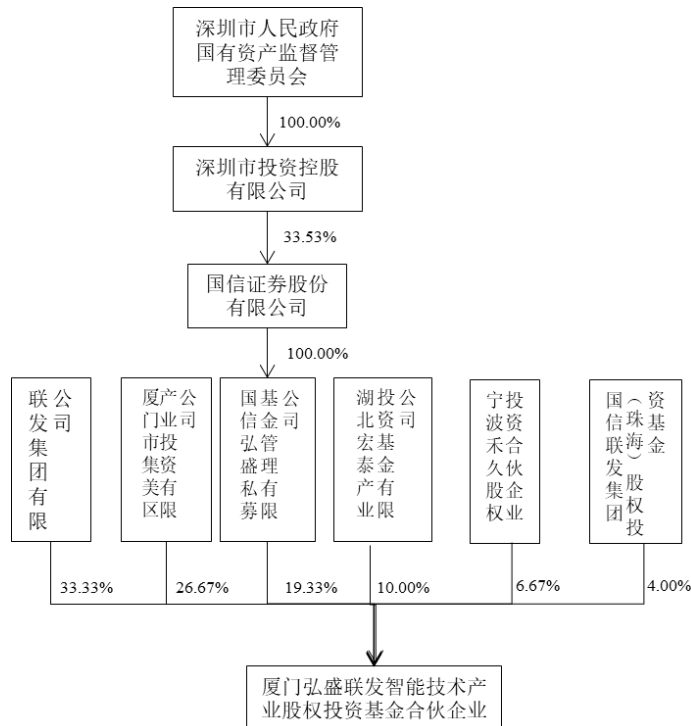 深圳市人民政府
国有资产监督管
理委员会
100.00%
深圳市投资控股
有限公司
33.53%
国信证券股份
有限公司
100.00%
联发集团有限
公司
厦门市集美区
产业投资有限
公司
国信弘盛私募
基金管理有限
公司
湖北宏泰产业
投资基金有限
公司
宁波禾久股权
投资合伙企业
国信联发集团
（珠海）股权投
资基金
33.33%
26.67%
19.33%
10.00%
6.67%
4.00%
厦门弘盛联发智能技术产
业股权投资基金合伙企业